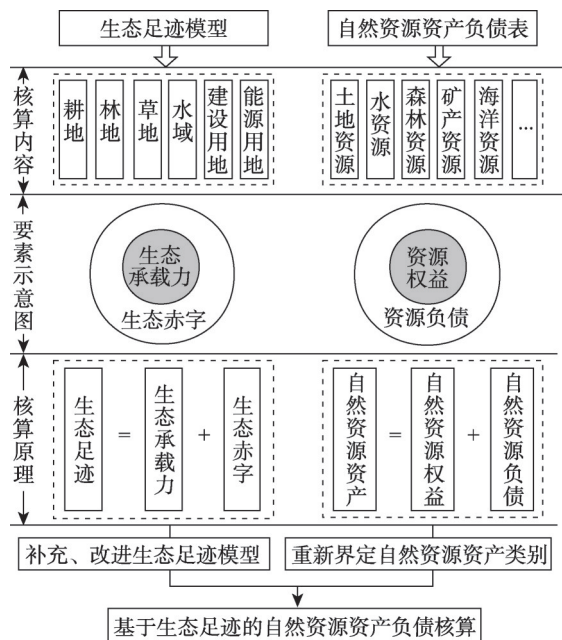 生态足迹模型
自然资源资产负债表
核算内容
耕地
林地
草地
水域
建设用地
能源用地
土地资源
水资源
森林资源
矿产资源
海洋资源
...
要素示意图
生态
承载力
生态赤字
资源
权益
资源负债
核算原理
生态足迹 = 生态承载力 + 生态赤字
自然资源资产 = 自然资源权益 + 自然资源负债
补充、改进生态足迹模型
重新界定自然资源资产类别
基于生态足迹的自然资源资产负债核算